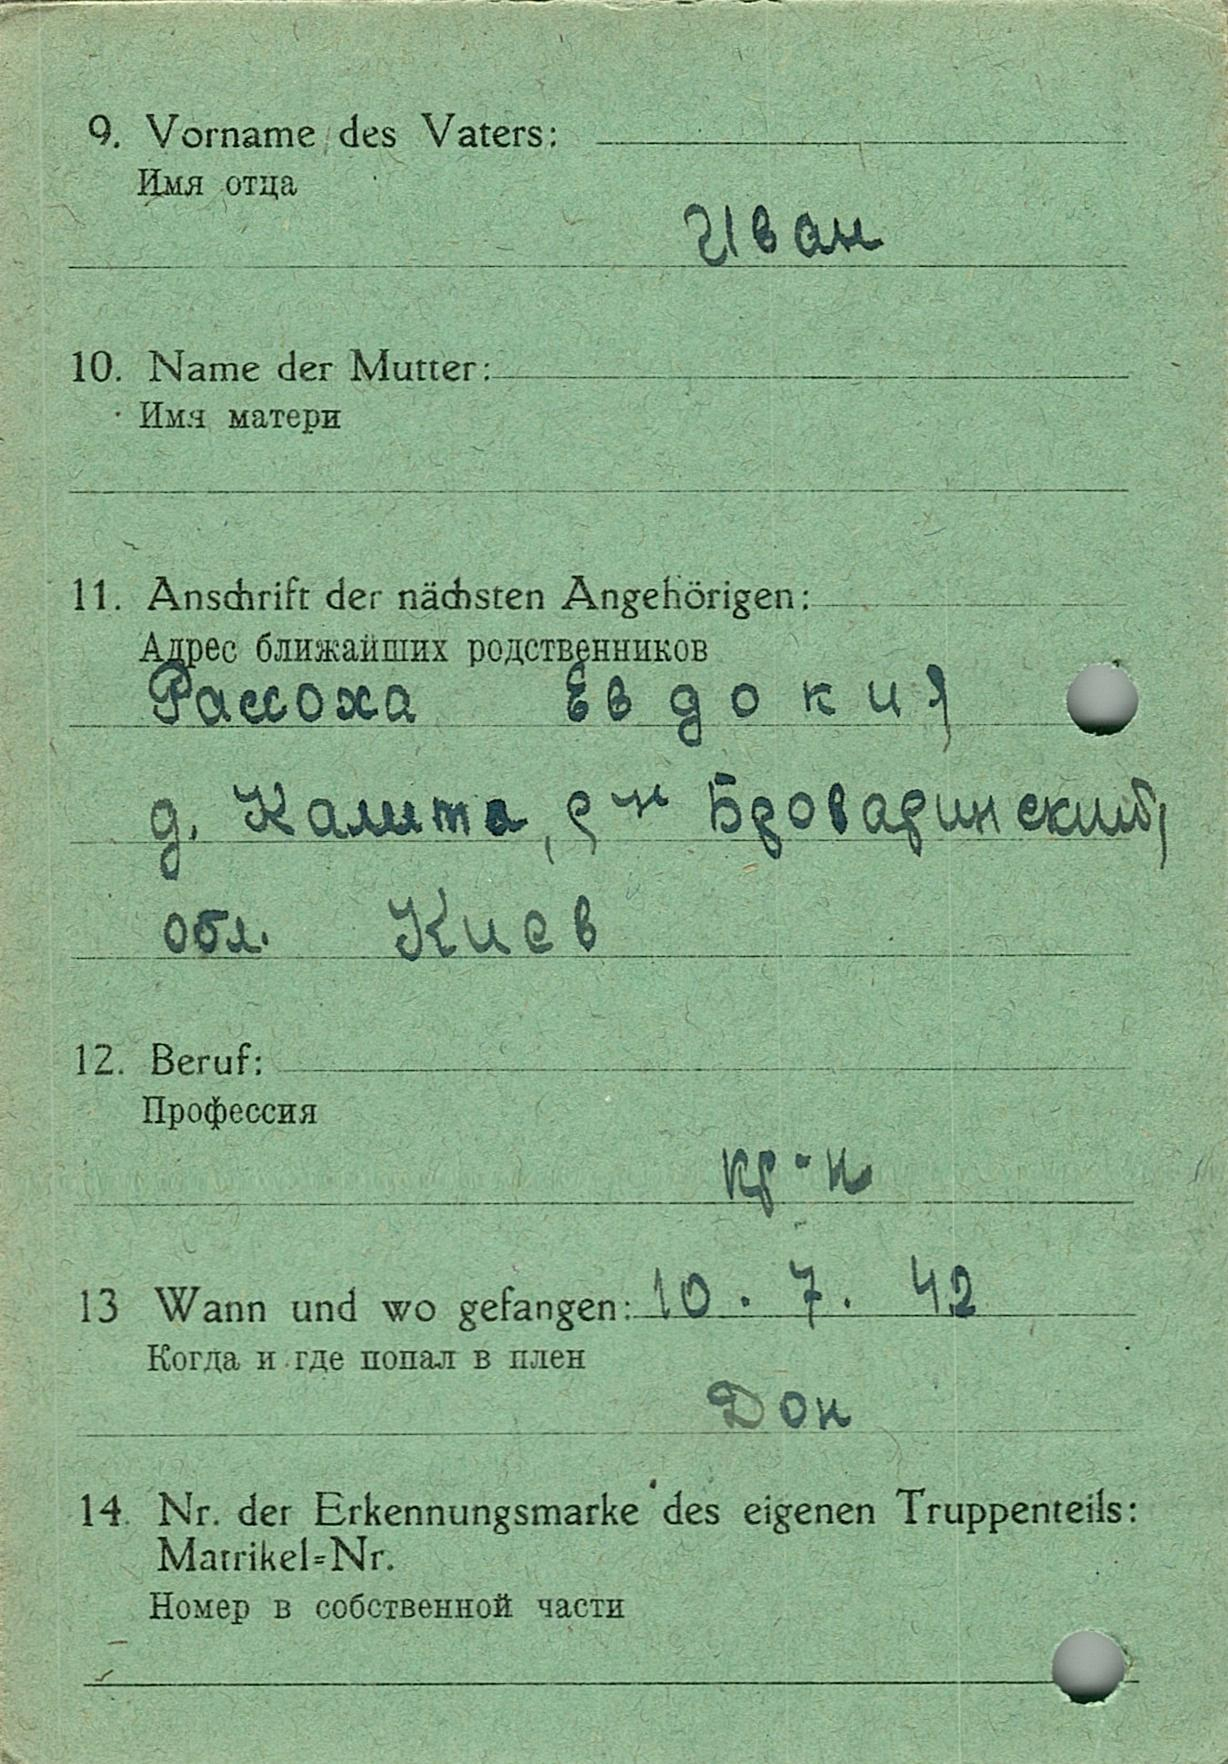 9. Vorname des Vaters:
Имя отца
Иван
10. Name der Mutter:
Имя матери
11. Anschrift der nächsten Angehörigen:
Адрес ближайших родственников
Рассоха Евдокия
д. Калита, р-н Броваринский,
обл. Киев
12. Beruf:
Профессия
кр-н
13 Wann und wo gefangen: 10. 7. 42
Когда и где попал в плен
Дон
14. Nr. der Erkennungsmarke des eigenen Truppenteils:
Matrikel=Nr.
Номер в собственной части